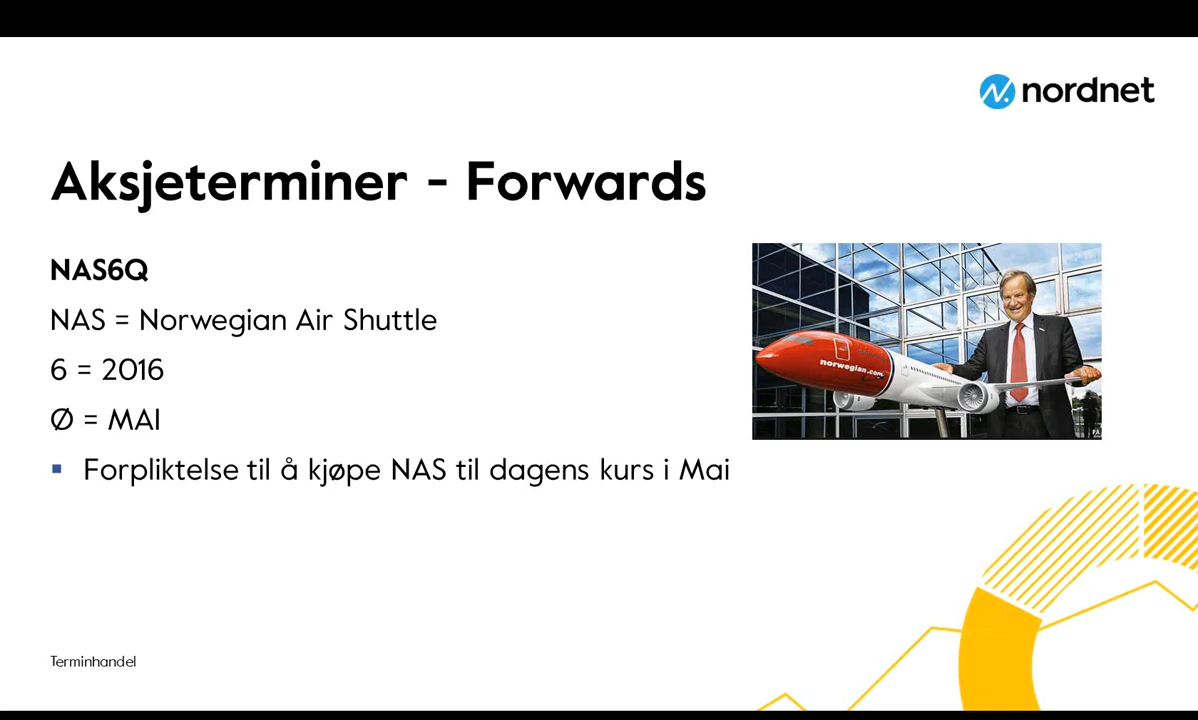 nordnet
Aksjeterminer - Forwards
NAS6Q
NAS = Norwegian Air Shuttle
6 = 2016
Ø = MAI
▪ Forpliktelse til å kjøpe NAS til dagens kurs i Mai
norwegian.com
Terminhandel